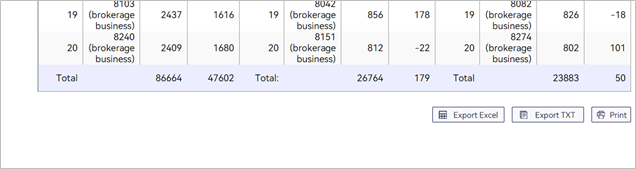 8103 8042 8082
19 (brokerage 2437 1616 19 (brokerage 856 178 19 (brokerage 826 -18
business) business) business)
8240 8151 8274
20 (brokerage 2409 1680 20 (brokerage 812 -22 20 (brokerage 802 101
business) business) business)
Total 86664 47602 Total: 26764 179 Total 23883 50
Export Excel Export TXT Print